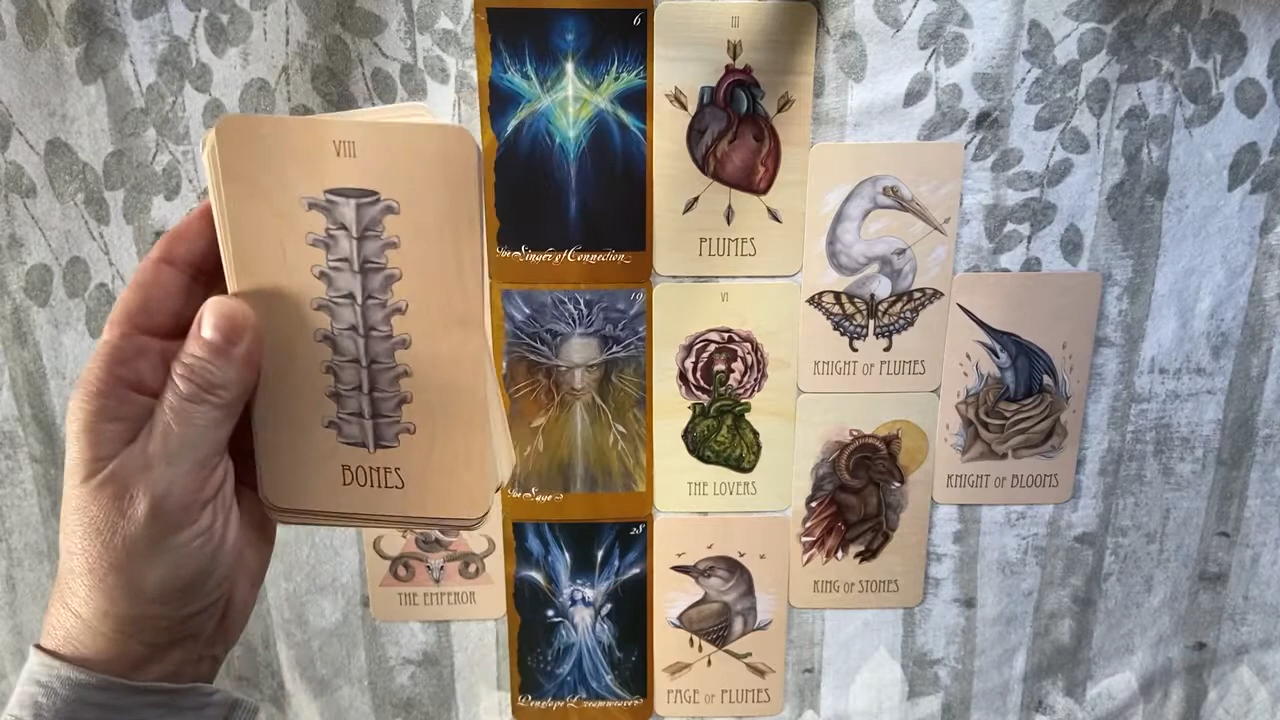 VIII
BONES
THE EMPEROR
6
The Singer of Connection
19
The Sage
28
Penelope Dreamweaver
III
PLUMES
VI
THE LOVERS
PAGE OF PLUMES
KNIGHT OF PLUMES
KING OF STONES
KNIGHT OF BLOOMS